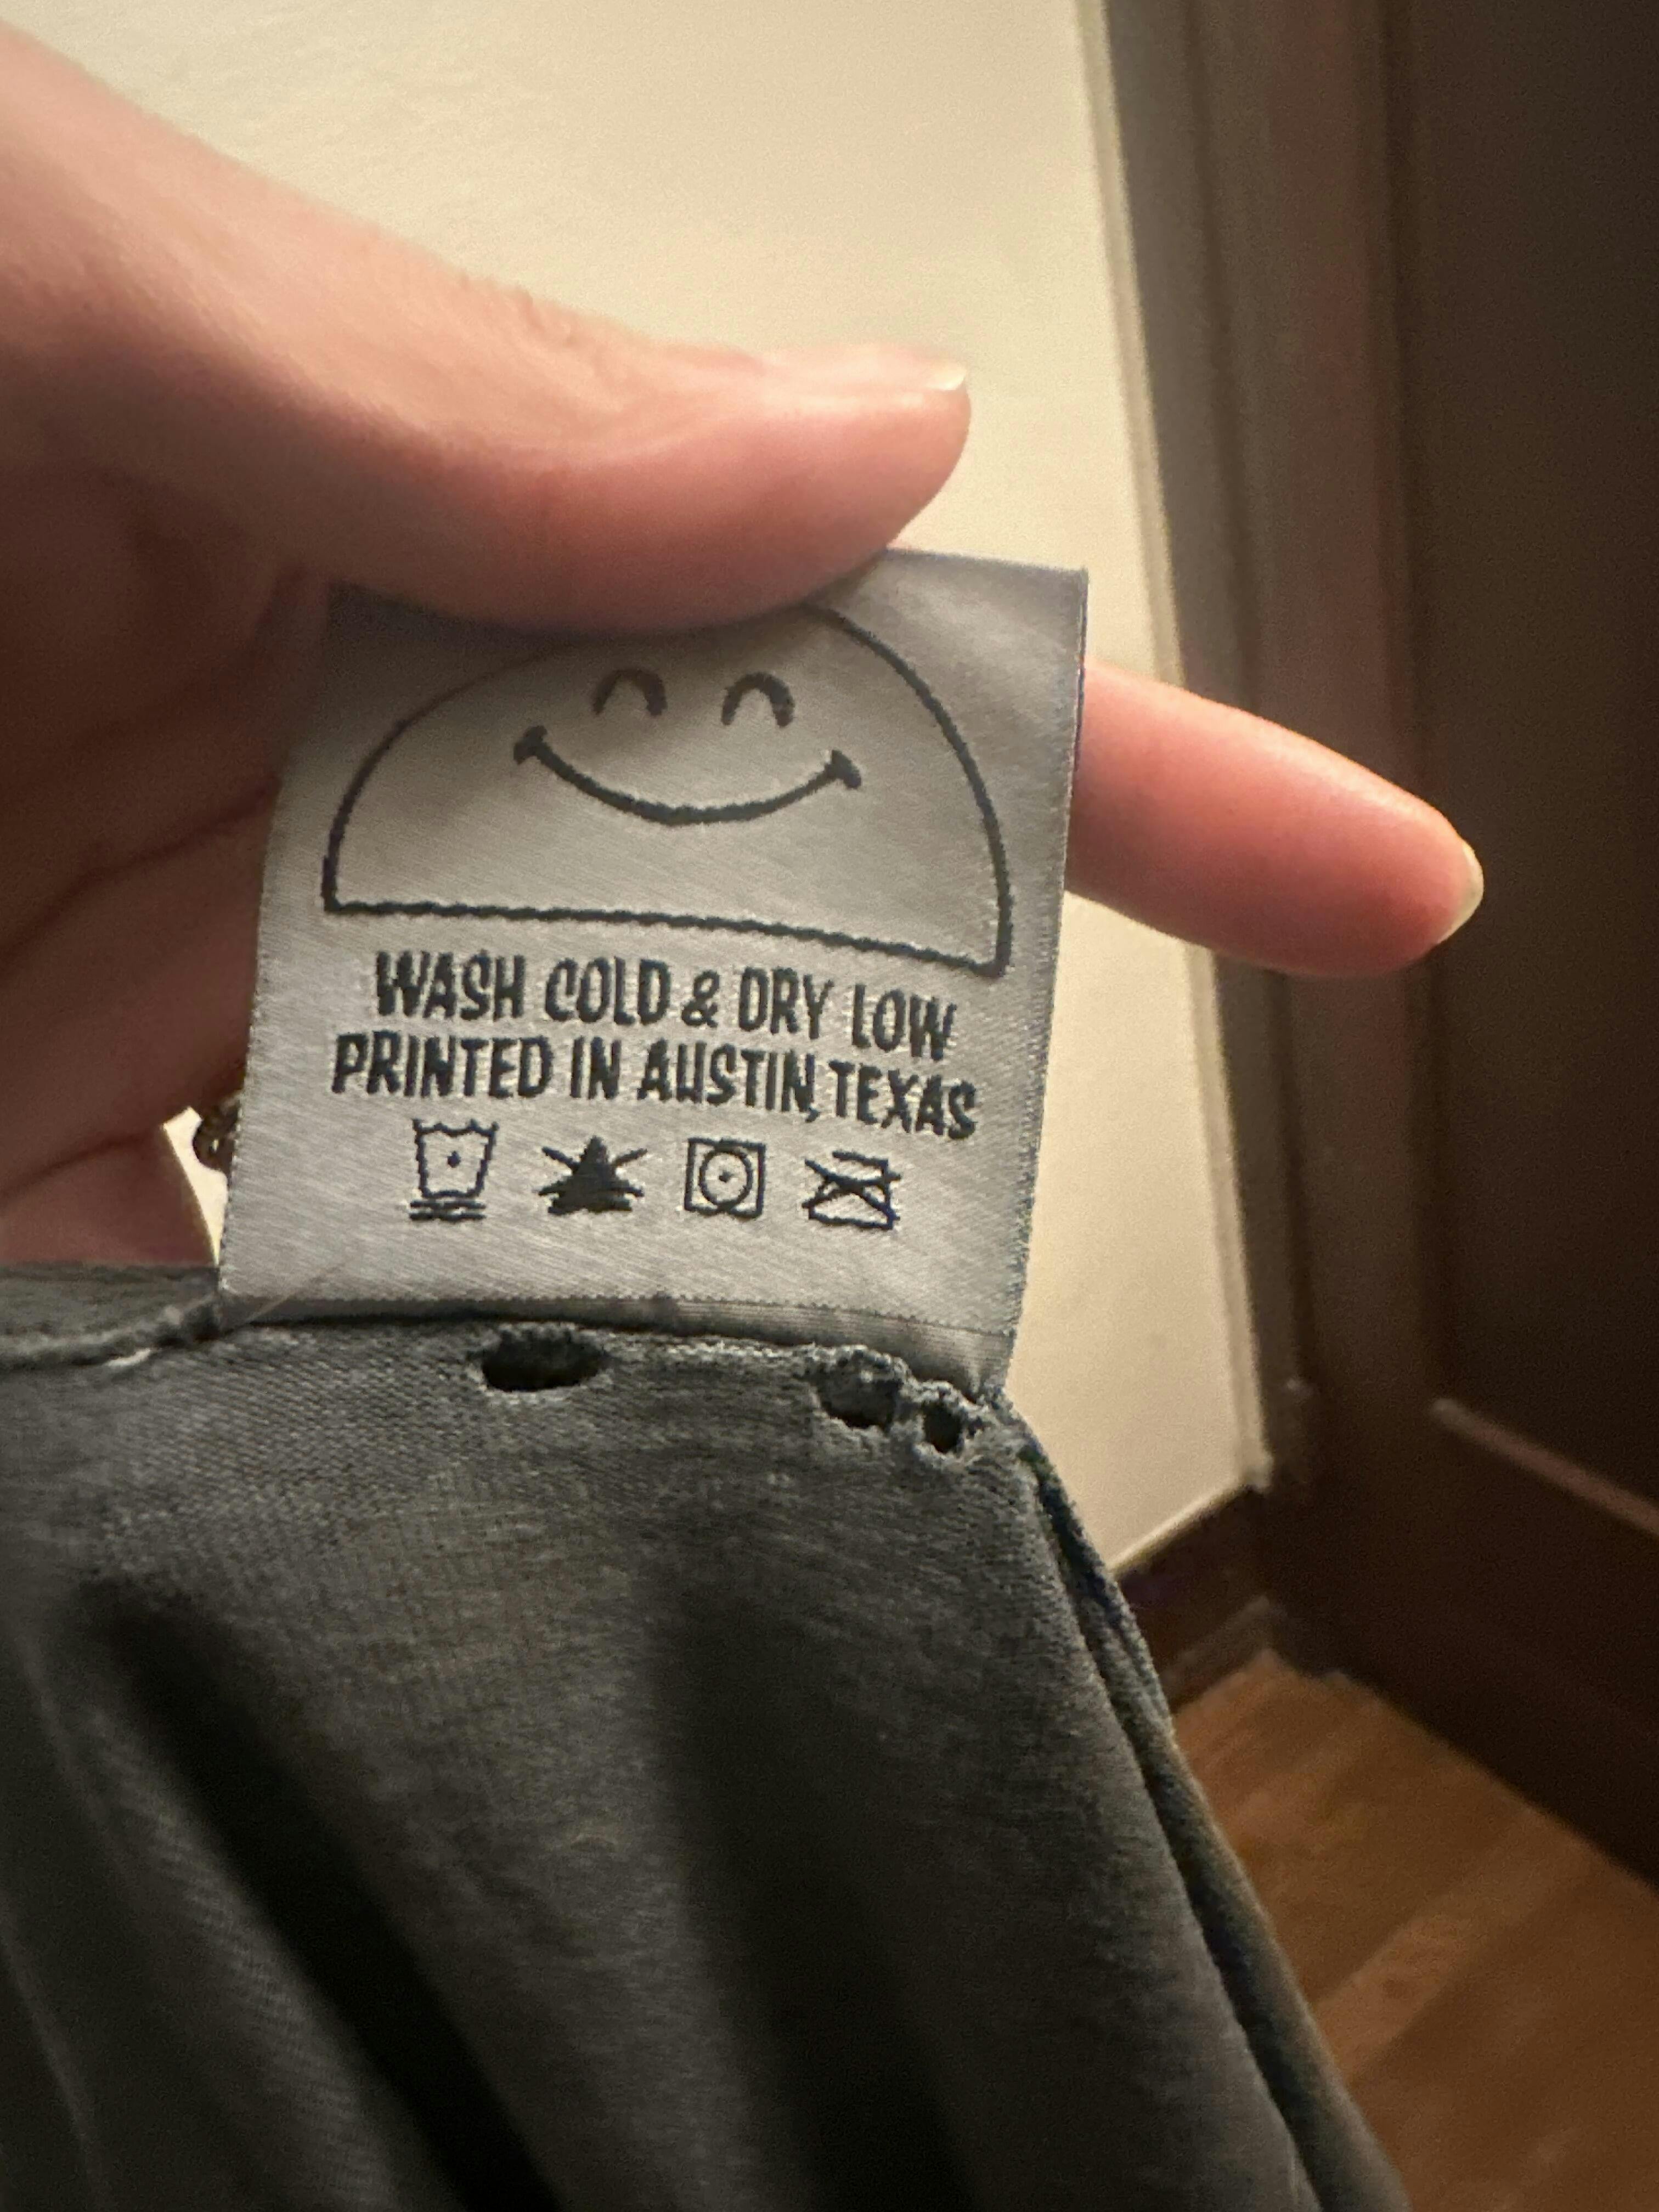 WASH COLD & DRY LOW
PRINTED IN AUSTIN, TEXAS